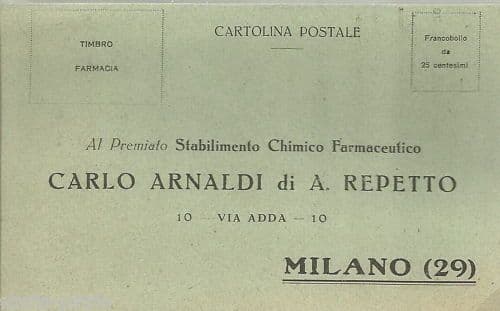 CARTOLINA POSTALE
TIMBRO
FARMACIA
Francobollo
da
25 centesimi
Al Premiato Stabilimento Chimico Farmaceutico
CARLO ARNALDI di A. REPETTO
10 — VIA ADDA — 10
MILANO (29)